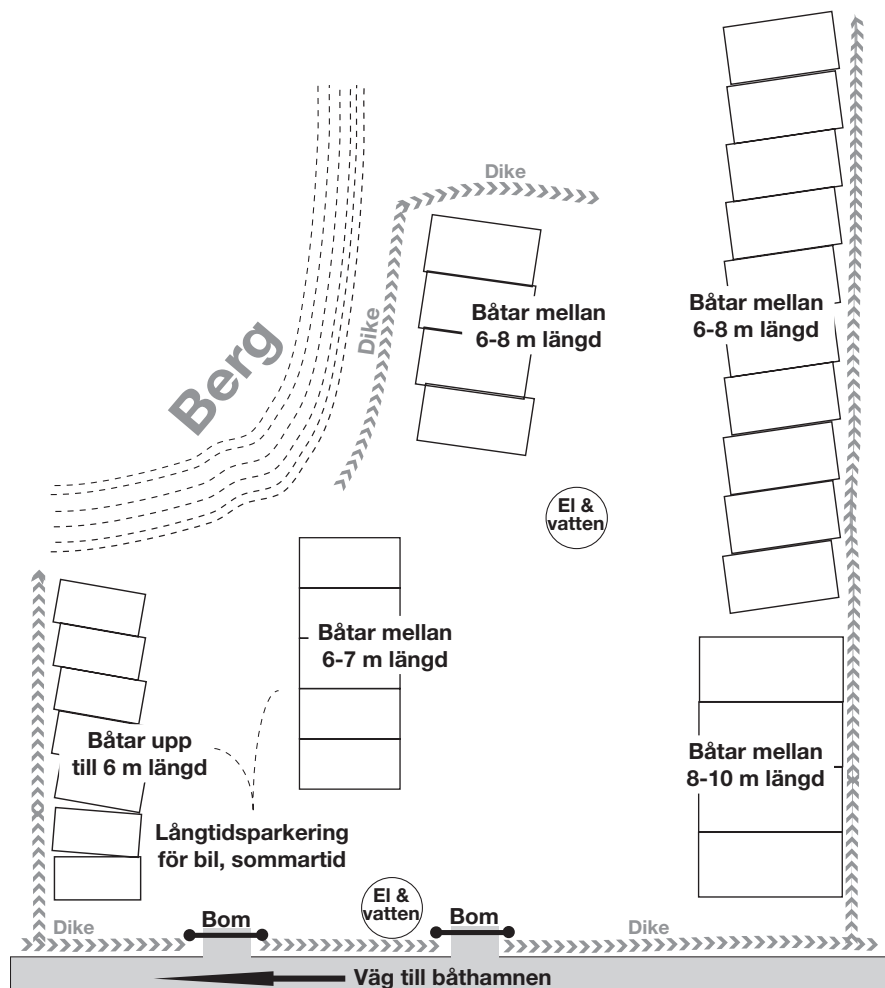 Dike
Båtar mellan
6-8 m längd
Båtar mellan
6-8 m längd
Dike
Berg
El &
vatten
Båtar mellan
6-7 m längd
Båtar upp
till 6 m längd
Båtar mellan
8-10 m längd
Långtidsparkering
för bil, sommartid
El &
vatten
Dike
Bom
Bom
Dike
Väg till båthamnen